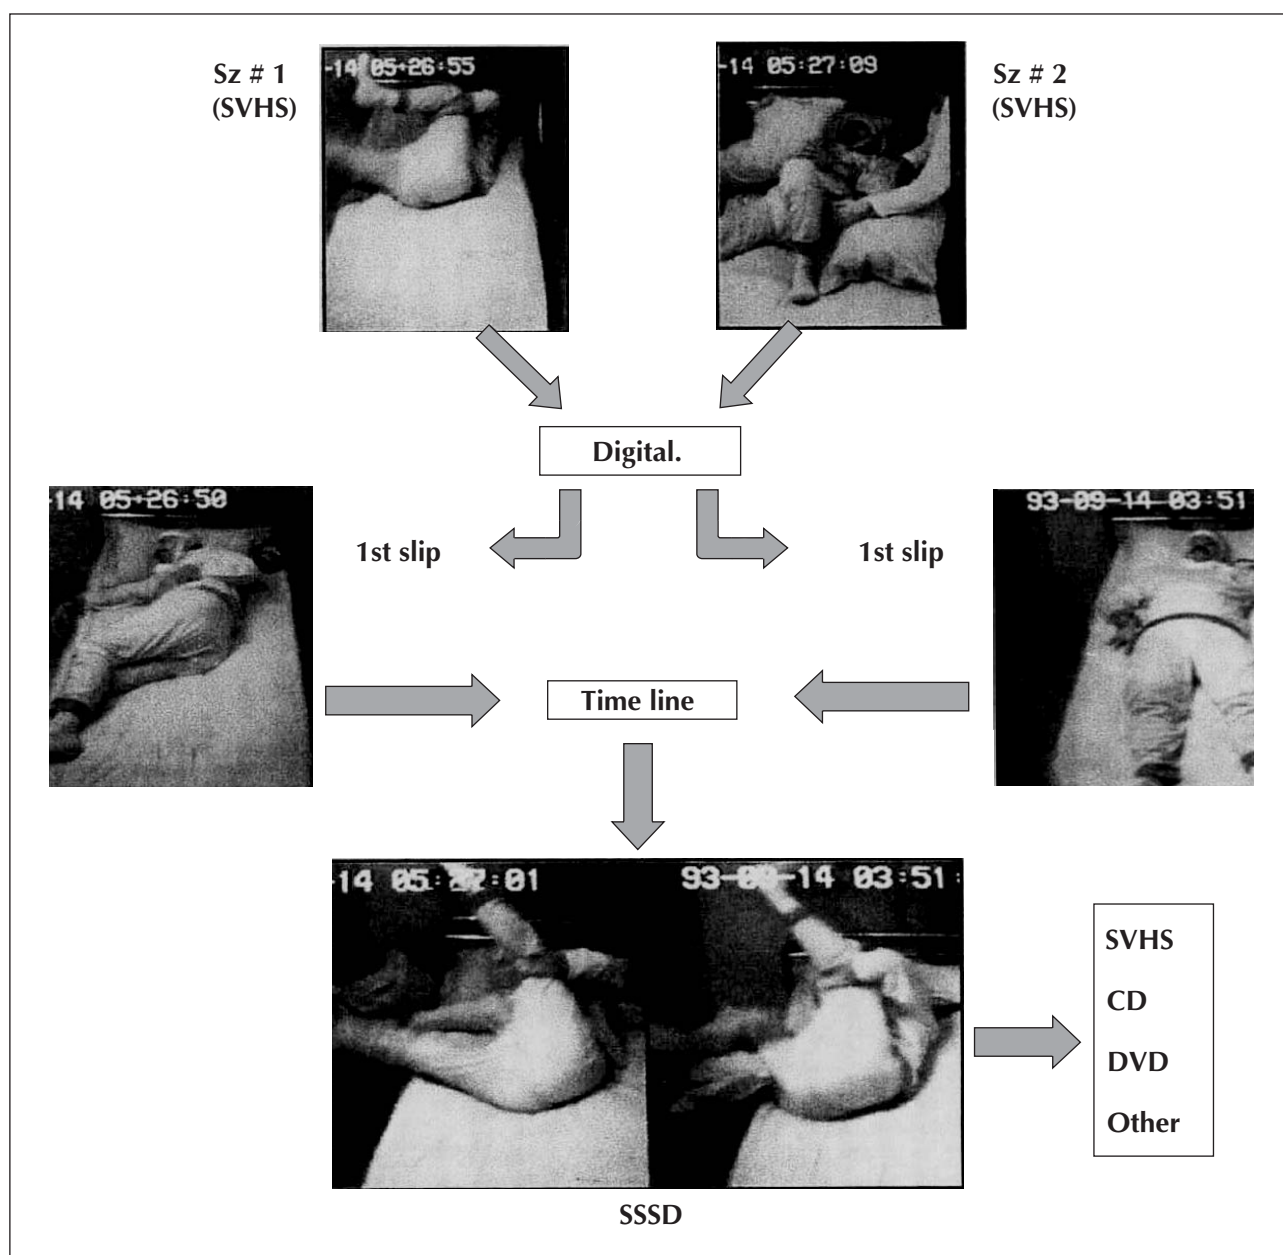 Sz # 1
(SVHS)
-14 05:26:55
-14 05:27:09
Sz # 2
(SVHS)
Digital.
14 05:26:50
93-09-14 03:51
1st slip
1st slip
Time line
-14 05:27:01
93-09-14 03:51:
SVHS
CD
DVD
Other
SSSD